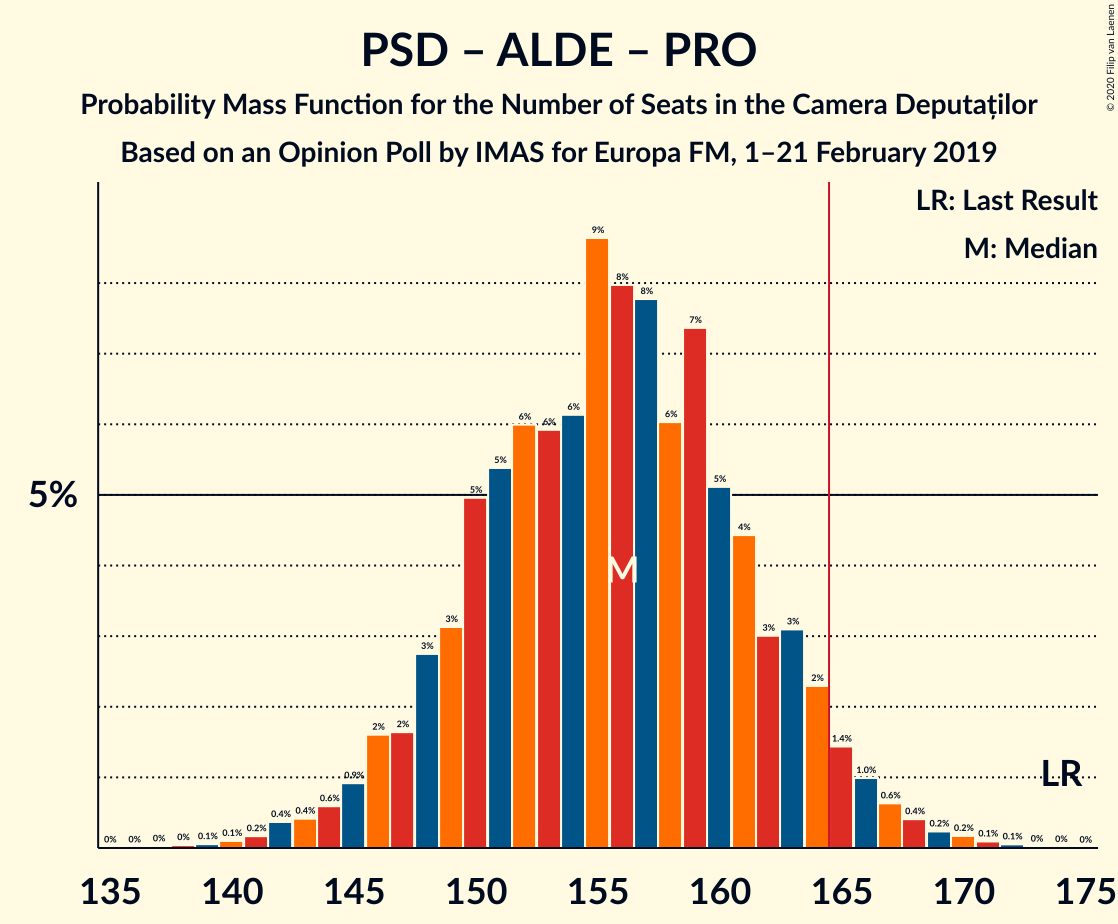 PSD – ALDE – PRO
Probability Mass Function for the Number of Seats in the Camera Deputaților
Based on an Opinion Poll by IMAS for Europa FM, 1–21 February 2019
© 2020 Filip van Laenen
LR: Last Result
M: Median
5%
0% 0% 0% 0% 0.1% 0.1% 0.2% 0.4% 0.4% 0.6% 0.9% 2% 2% 3% 3% 5% 5% 6% 6% 6% 9% 8% 8% 6% 7% 5% 4% 3% 3% 2% 1.4% 1.0% 0.6% 0.4% 0.2% 0.2% 0.1% 0.1% 0% 0% 0%
M
LR
135 140 145 150 155 160 165 170 175